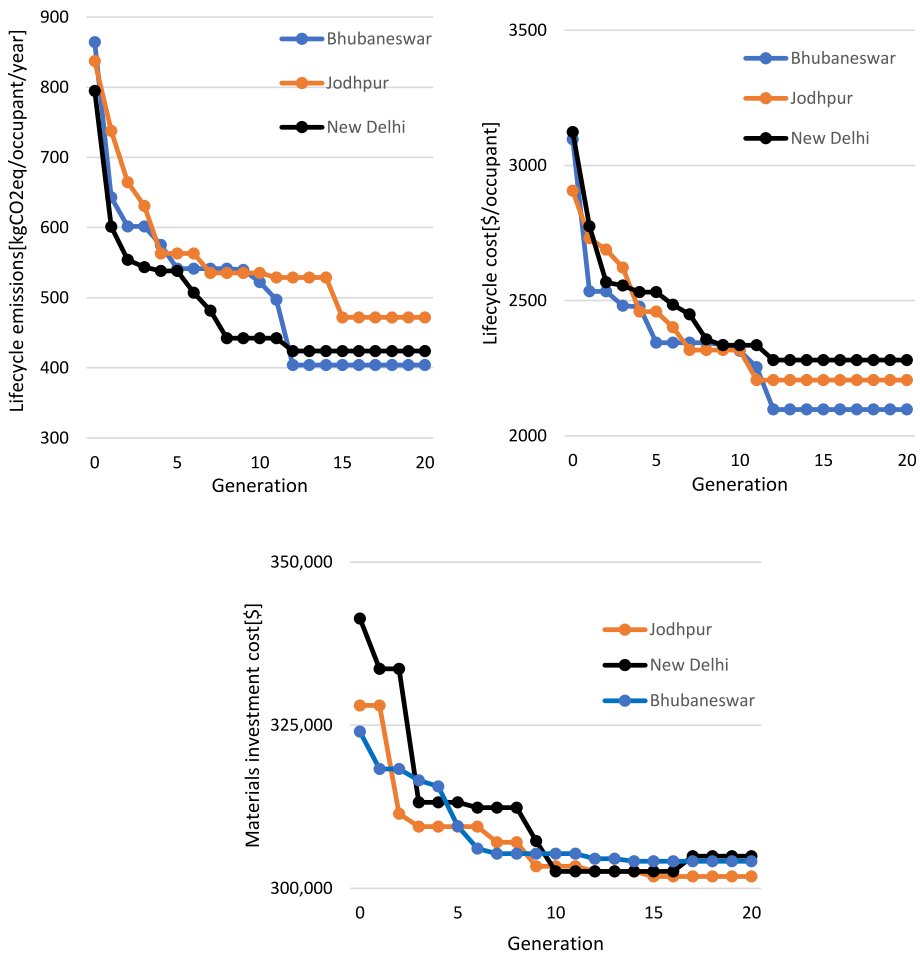 Lifecycle emissions[kgCO2eq/occupant/year]
900
800
700
600
500
400
300
0 5 10 15 20
Generation
Bhubaneswar
Jodhpur
New Delhi
Lifecycle cost[$/occupant]
3500
3000
2500
2000
0 5 10 15 20
Generation
Bhubaneswar
Jodhpur
New Delhi
Materials investment cost[$]
350,000
325,000
300,000
0 5 10 15 20
Generation
Jodhpur
New Delhi
Bhubaneswar